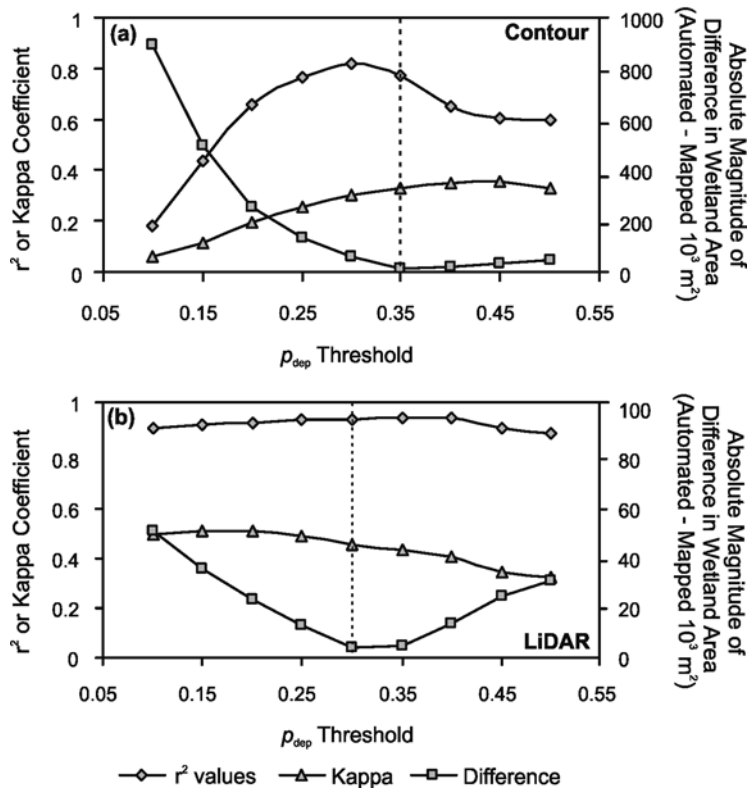 (a)
Contour
1
0.8
0.6
0.4
0.2
0
1000
800
600
400
200
0
0.05 0.15 0.25 0.35 0.45 0.55
r² or Kappa Coefficient
Absolute Magnitude of
Difference in Wetland Area
(Automated - Mapped 10³ m²)
p_dep Threshold
(b)
LiDAR
1
0.8
0.6
0.4
0.2
0
100
80
60
40
20
0
0.05 0.15 0.25 0.35 0.45 0.55
r² or Kappa Coefficient
Absolute Magnitude of
Difference in Wetland Area
(Automated - Mapped 10³ m²)
p_dep Threshold
r² values Kappa Difference